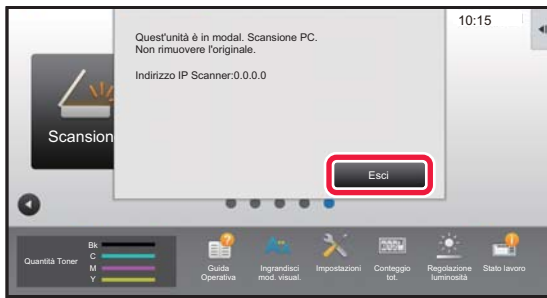 Quest'unità è in modal. Scansione PC.
Non rimuovere l'originale.
Indirizzo IP Scanner:0.0.0.0
10:15
Scansion
Esci
Quantità Toner
Bk
C
M
Y
Guida
Operativa
Ingrandisci
mod. visual.
Impostazioni
Conteggio
tot.
Regolazione
luminosità
Stato lavoro